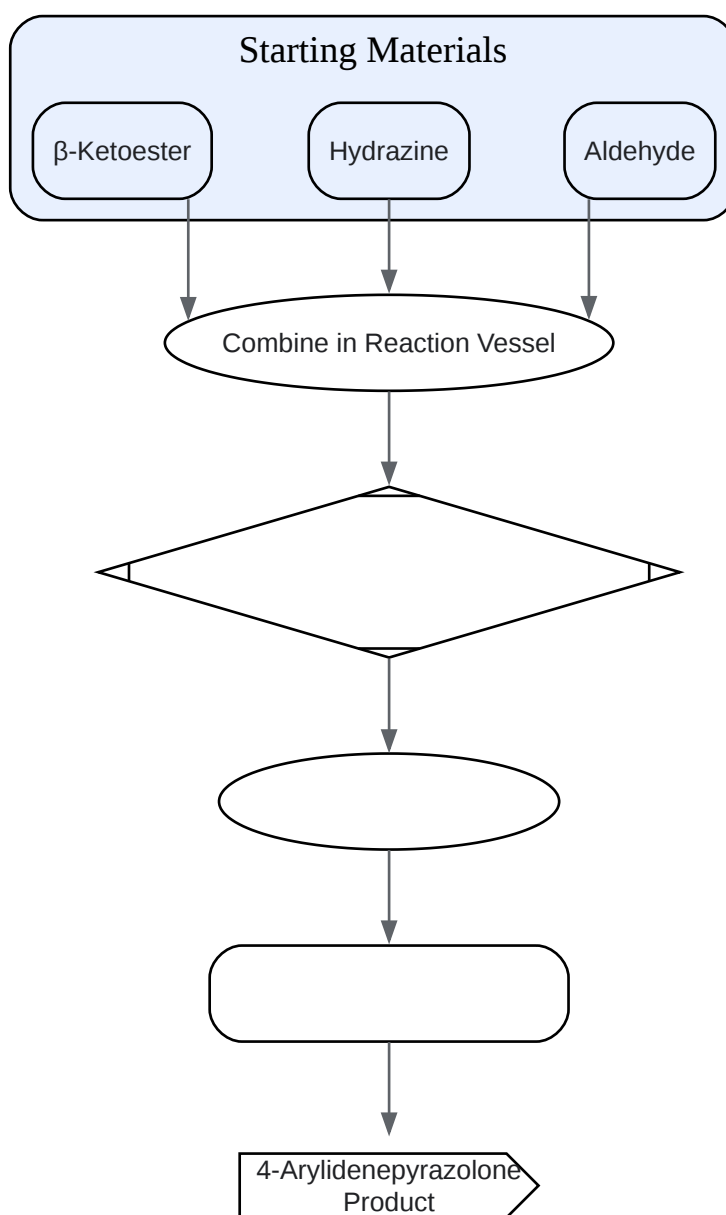 Starting Materials
β-Ketoester
Hydrazine
Aldehyde
Combine in Reaction Vessel
4-Arylidenepyrazolone
Product